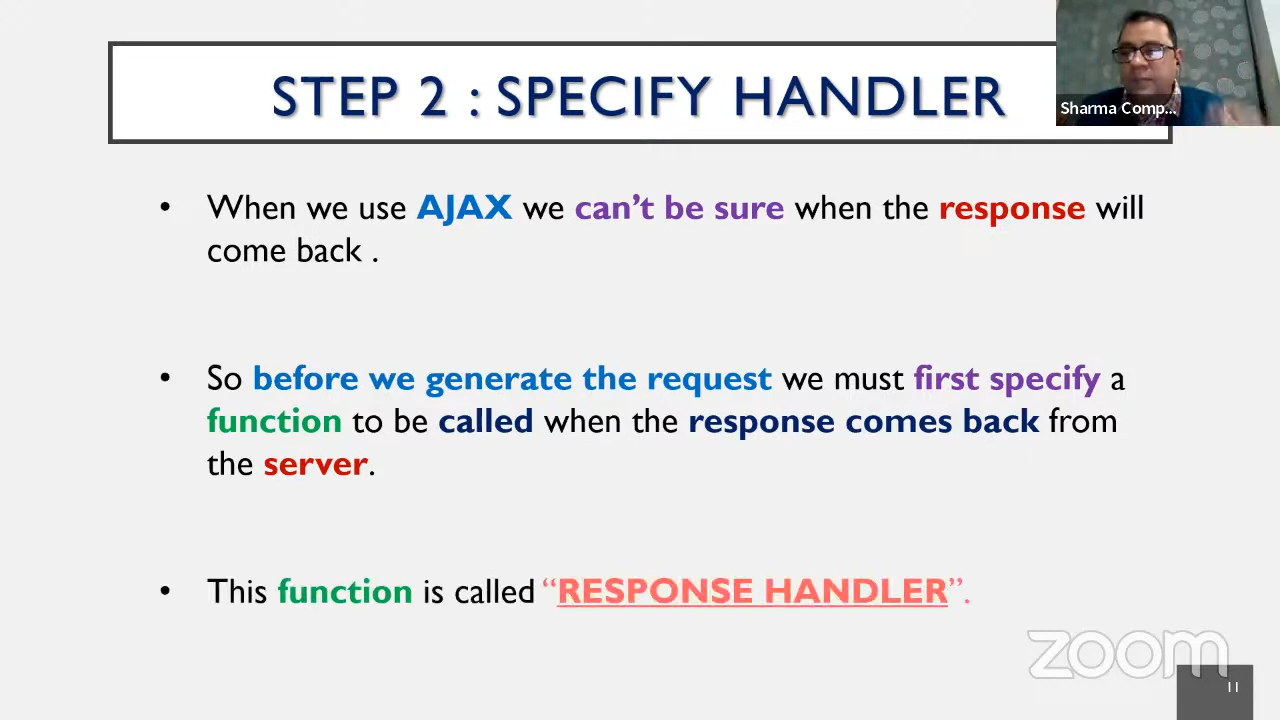 STEP 2 : SPECIFY HANDLER
Sharma Comp...
• When we use AJAX we can't be sure when the response will
come back .
• So before we generate the request we must first specify a
function to be called when the response comes back from
the server.
• This function is called “RESPONSE HANDLER”.
zoom
11